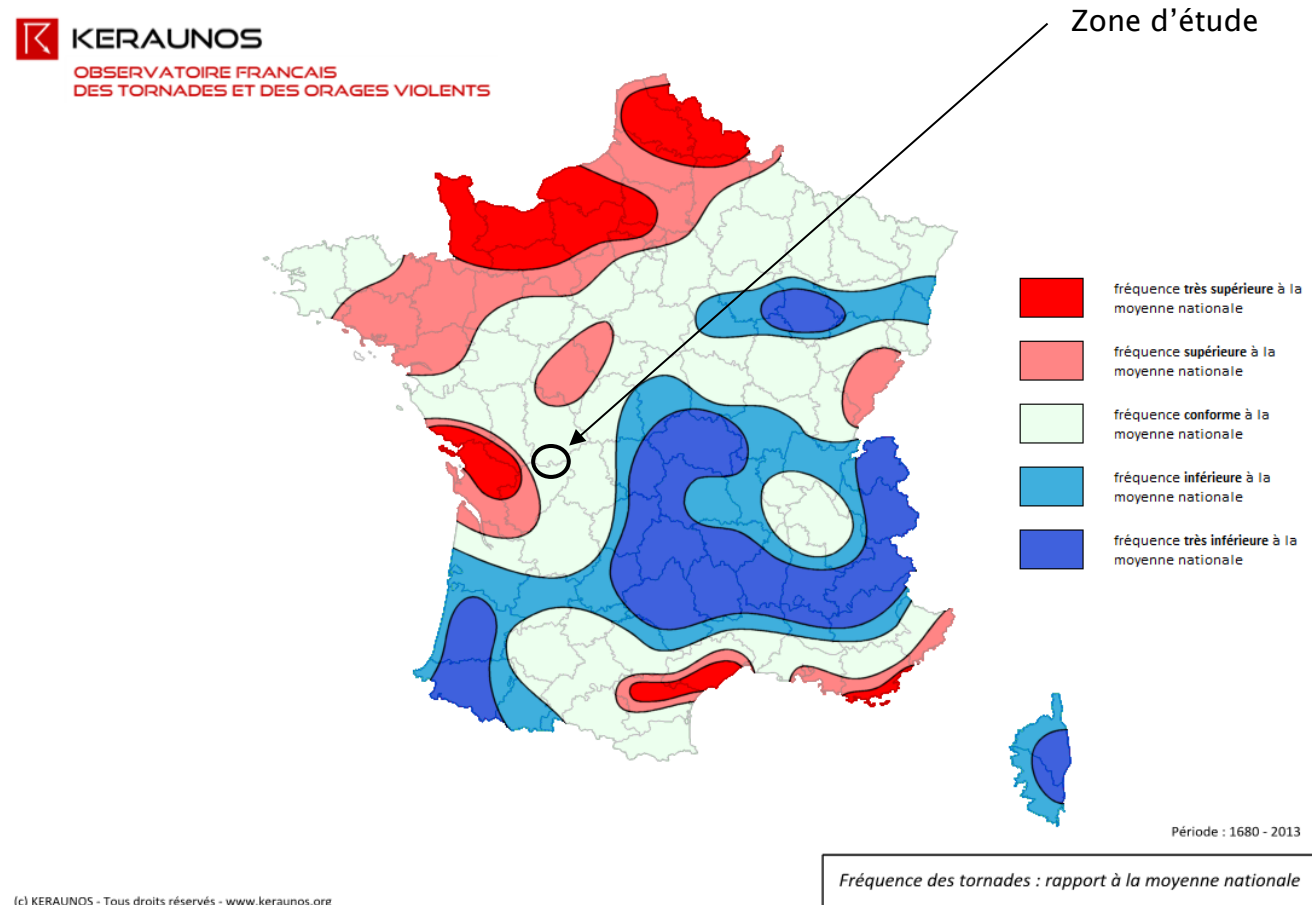 Zone d’étude
KERAUNOS
OBSERVATOIRE FRANCAIS
DES TORNADES ET DES ORAGES VIOLENTS
fréquence très supérieure à la
moyenne nationale
fréquence supérieure à la
moyenne nationale
fréquence conforme à la
moyenne nationale
fréquence inférieure à la
moyenne nationale
fréquence très inférieure à la
moyenne nationale
Période : 1680 - 2013
Fréquence des tornades : rapport à la moyenne nationale
(c) KERAUNOS - Tous droits réservés - www.keraunos.org